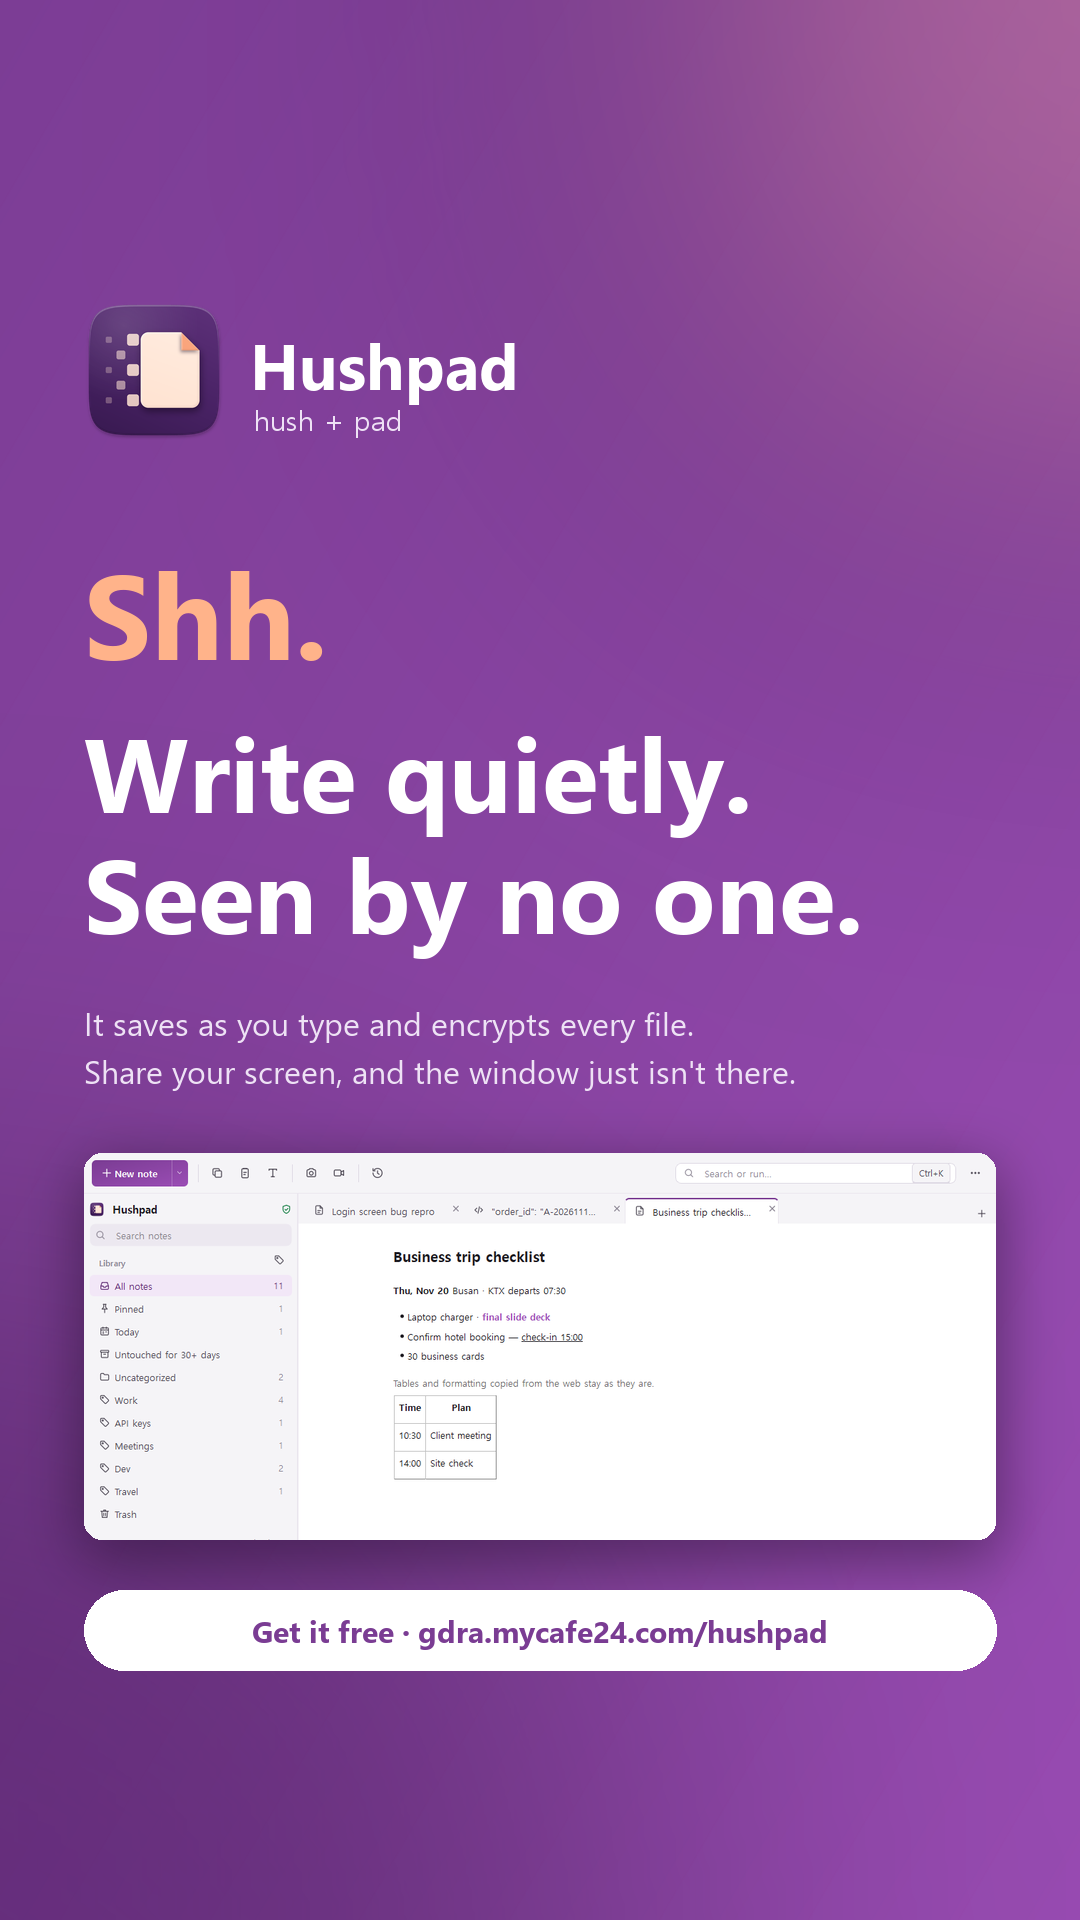 Hushpad
hush + pad
Shh.
Write quietly.
Seen by no one.
It saves as you type and encrypts every file.
Share your screen, and the window just isn't there.
New note
Search or run...
Ctrl+K
Hushpad
Login screen bug repro
"order_id": "A-2026111...
Business trip checklis...
Search notes
Library
All notes 11
Pinned 1
Today 1
Untouched for 30+ days
Uncategorized 2
Work 4
API keys 1
Meetings 1
Dev 2
Travel 1
Trash
Business trip checklist
Thu, Nov 20 Busan · KTX departs 07:30
• Laptop charger · final slide deck
• Confirm hotel booking — check-in 15:00
• 30 business cards
Tables and formatting copied from the web stay as they are.
Time Plan
10:30 Client meeting
14:00 Site check
Get it free · gdra.mycafe24.com/hushpad